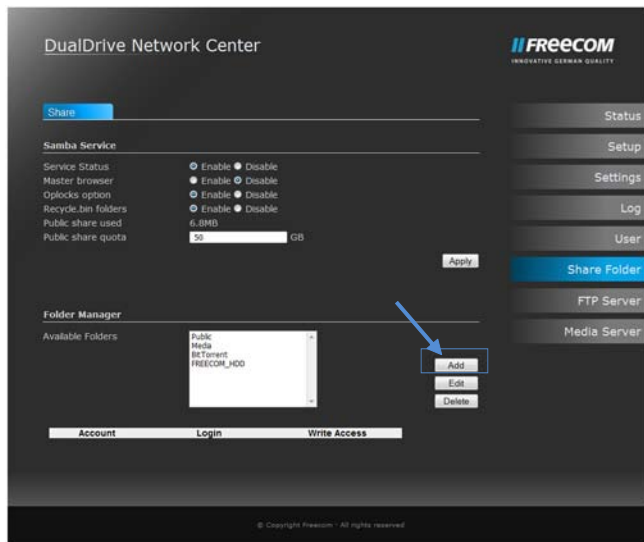 DualDrive Network Center
FREECOM
INNOVATIVE GERMAN QUALITY
Share
Samba Service
Service Status Enable Disable
Master browser Enable Disable
Oplocks option Enable Disable
Recycle.bin folders Enable Disable
Public share used 6.8MB
Public share quota 50 GB
Apply
Folder Manager
Available Folders
Public
Media
BitTorrent
FREECOM_HDD
Add
Edit
Delete
Account Login Write Access
Status
Setup
Settings
Log
User
Share Folder
FTP Server
Media Server
© Copyright Freecom - All rights reserved